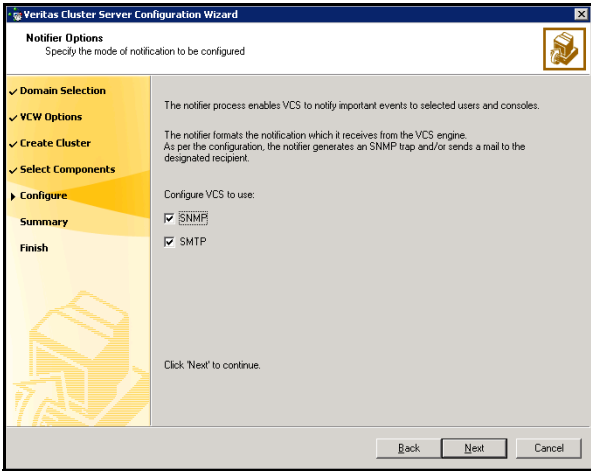 Veritas Cluster Server Configuration Wizard
Notifier Options
Specify the mode of notification to be configured
Domain Selection
VCW Options
Create Cluster
Select Components
Configure
Summary
Finish
The notifier process enables VCS to notify important events to selected users and consoles.
The notifier formats the notification which it receives from the VCS engine.
As per the configuration, the notifier generates an SNMP trap and/or sends a mail to the
designated recipient.
Configure VCS to use:
SNMP
SMTP
Click 'Next' to continue.
Back
Next
Cancel